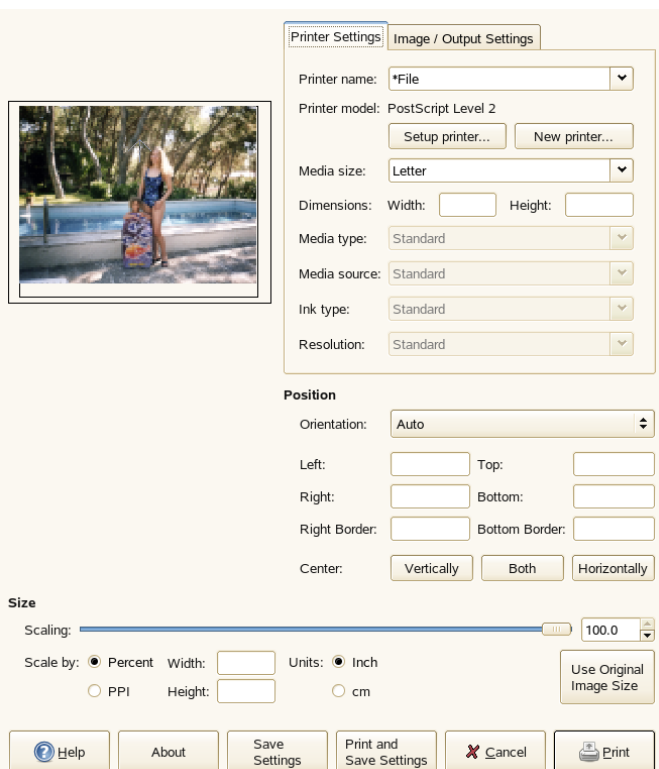 Printer Settings
Image / Output Settings
Printer name: *File
Printer model: PostScript Level 2
Setup printer... New printer...
Media size: Letter
Dimensions: Width: Height:
Media type: Standard
Media source: Standard
Ink type: Standard
Resolution: Standard
Position
Orientation: Auto
Left: Top:
Right: Bottom:
Right Border: Bottom Border:
Center: Vertically Both Horizontally
Size
Scaling: 100.0
Scale by: Percent Width: Units: Inch
PPI Height: cm
Use Original
Image Size
Help
About
Save
Settings
Print and
Save Settings
Cancel
Print